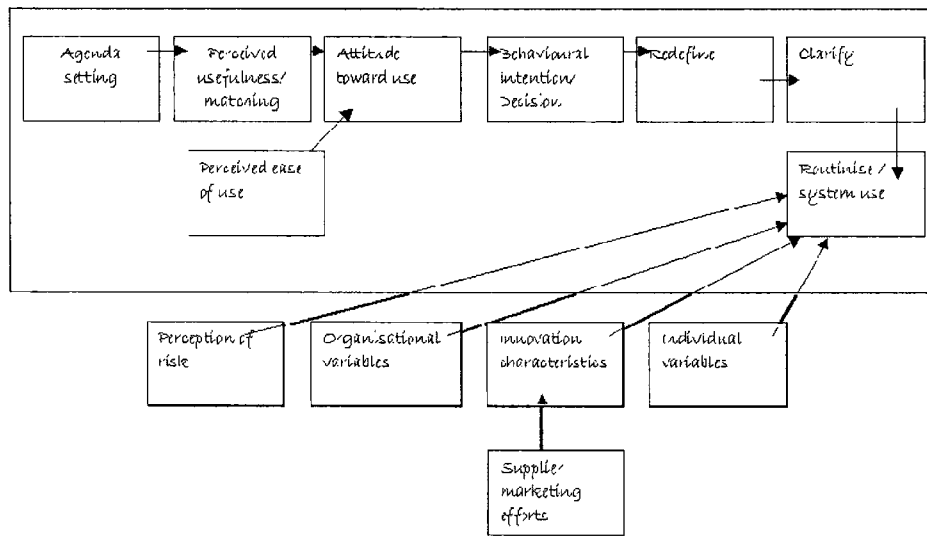 Agenda
setting
Perceived
usefulness/
matching
Attitude
toward use
Behavioural
intention/
Decision
Redefine
Clarify
Perceived ease
of use
Routinise /
system use
Perception of
risk
Organisational
variables
Innovation
characteristics
Individual
variables
Supplier
marketing
efforts